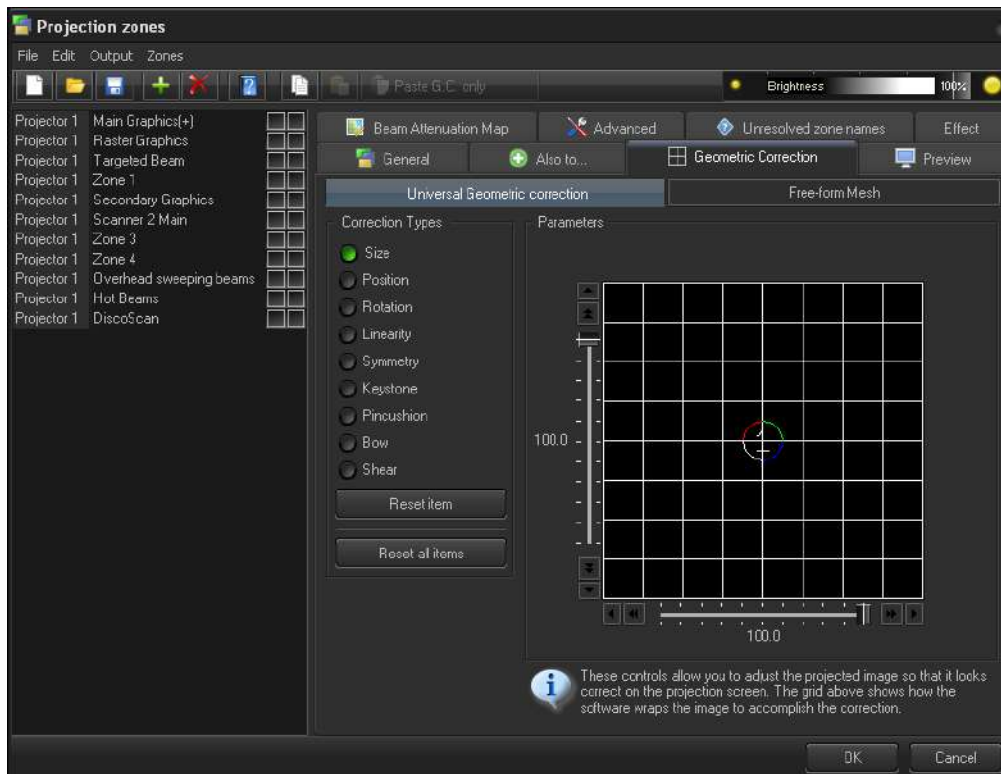 Projection zones
File Edit Output Zones
Paste G.C. only
Brightness
100%
Projector 1 Main Graphics(+)
Projector 1 Raster Graphics
Projector 1 Targeted Beam
Projector 1 Zone 1
Projector 1 Secondary Graphics
Projector 1 Scanner 2 Main
Projector 1 Zone 3
Projector 1 Zone 4
Projector 1 Overhead sweeping beams
Projector 1 Hot Beams
Projector 1 DiscoScan
Beam Attenuation Map
Advanced
Unresolved zone names
Effect
General
Also to...
Geometric Correction
Preview
Universal Geometric correction
Free-form Mesh
Correction Types
Size
Position
Rotation
Linearity
Symmetry
Keystone
Pincushion
Bow
Shear
Reset item
Reset all items
Parameters
100.0
100.0
These controls allow you to adjust the projected image so that it looks
correct on the projection screen. The grid above shows how the
software wraps the image to accomplish the correction.
OK
Cancel